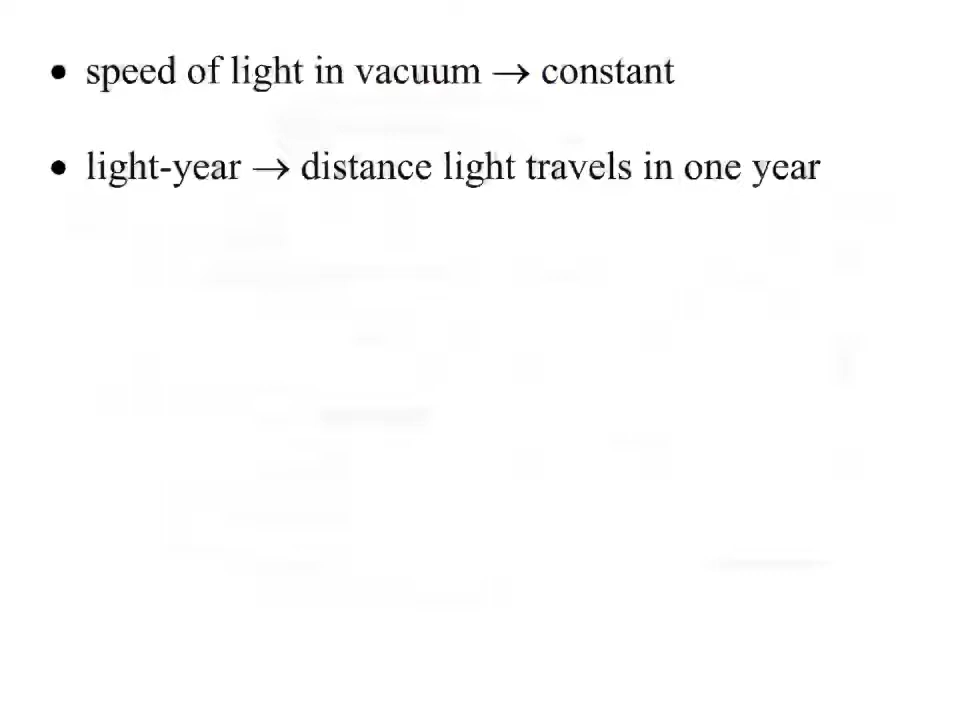 • speed of light in vacuum → constant
• light-year → distance light travels in one year